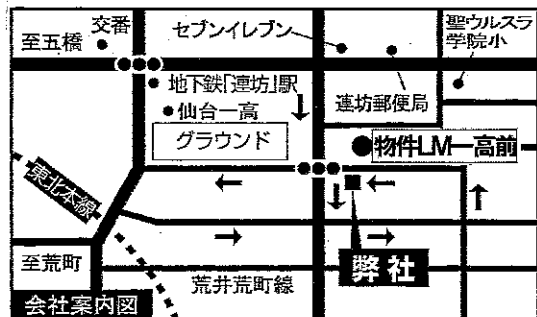 交番
至五橋
セブンイレブン
聖ウルスラ
学院小
地下鉄「連坊」駅
仙台一高
グラウンド
連坊郵便局
物件LM一高前
東北本線
至荒町
荒井荒町線
弊社
会社案内図